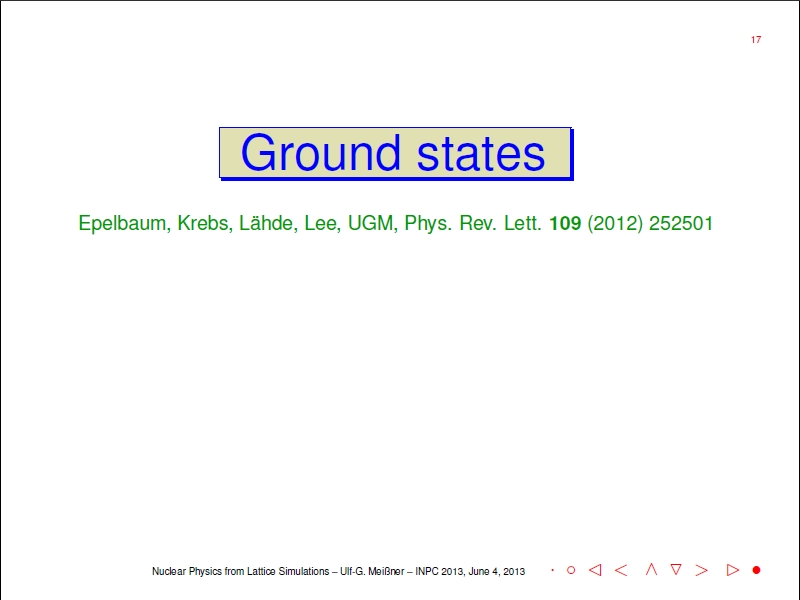 17
Ground states
Epelbaum, Krebs, Lähde, Lee, UGM, Phys. Rev. Lett. 109 (2012) 252501
Nuclear Physics from Lattice Simulations – Ulf-G. Meißner – INPC 2013, June 4, 2013